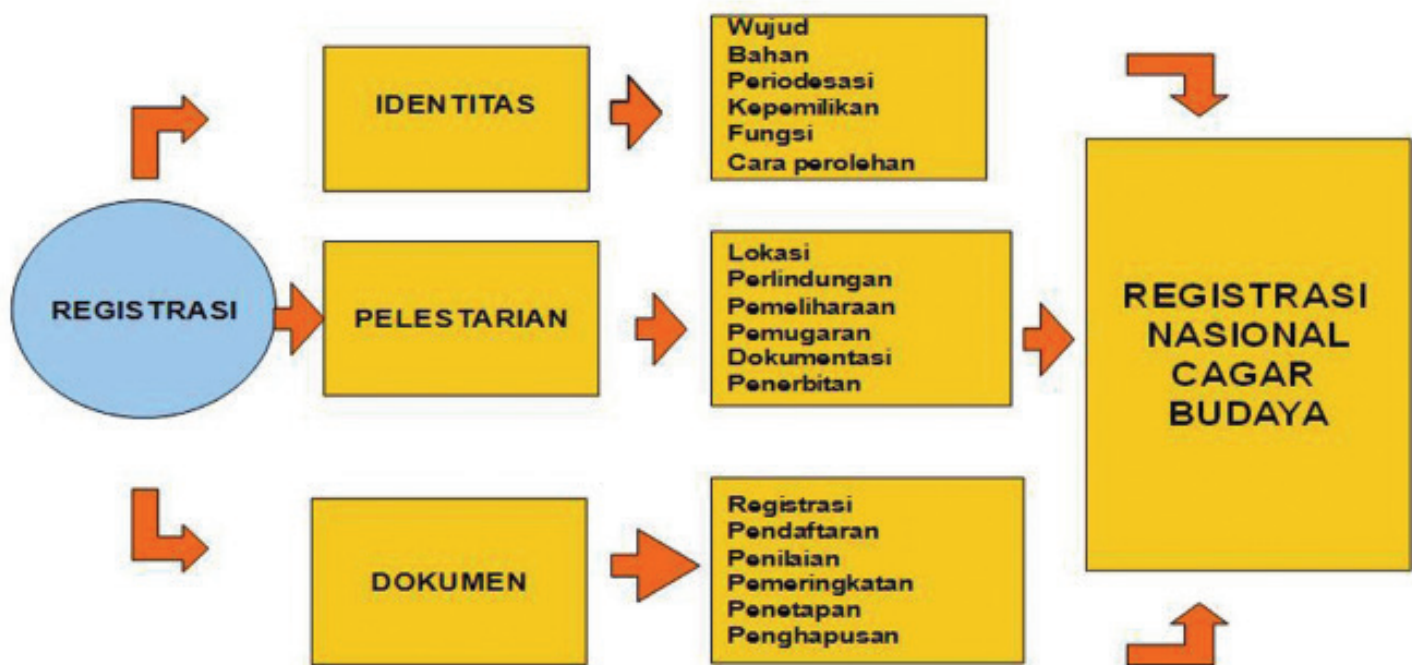 REGISTRASI
IDENTITAS
Wujud
Bahan
Periodesasi
Kepemilikan
Fungsi
Cara perolehan
PELESTARIAN
Lokasi
Perlindungan
Pemeliharaan
Pemugaran
Dokumentasi
Penerbitan
DOKUMEN
Registrasi
Pendaftaran
Penilaian
Pemeringkatan
Penetapan
Penghapusan
REGISTRASI
NASIONAL
CAGAR
BUDAYA